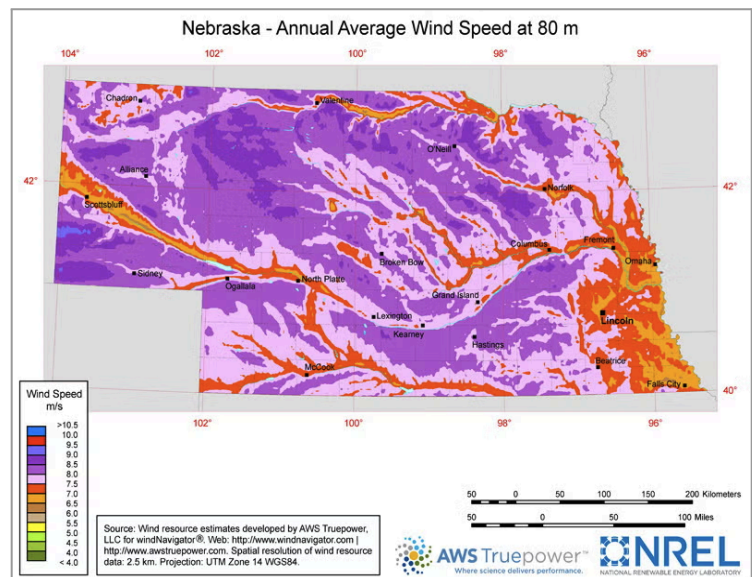 Nebraska - Annual Average Wind Speed at 80 m
104°
102°
100°
98°
96°
Chadron
Valentine
O'Neill
42°
Alliance
42°
Scottsbluff
Norfolk
Columbus
Fremont
Broken Bow
Omaha
Sidney
Ogallala
North Platte
Grand Island
Lexington
Lincoln
Kearney
Hastings
McCook
Beatrice
Falls City
40°
102°
100°
98°
96°
Wind Speed
m/s
>10.5
10.0
9.5
9.0
8.5
8.0
7.5
7.0
6.5
6.0
5.5
5.0
4.5
4.0
< 4.0
50 0 50 100 150 200 Kilometers
50 0 50 100 Miles
Source: Wind resource estimates developed by AWS Truepower,
LLC for windNavigator®. Web: http://www.windnavigator.com |
http://www.awstruepower.com. Spatial resolution of wind resource
data: 2.5 km. Projection: UTM Zone 14 WGS84.
AWS Truepower™
Where science delivers performance.
NREL
NATIONAL RENEWABLE ENERGY LABORATORY